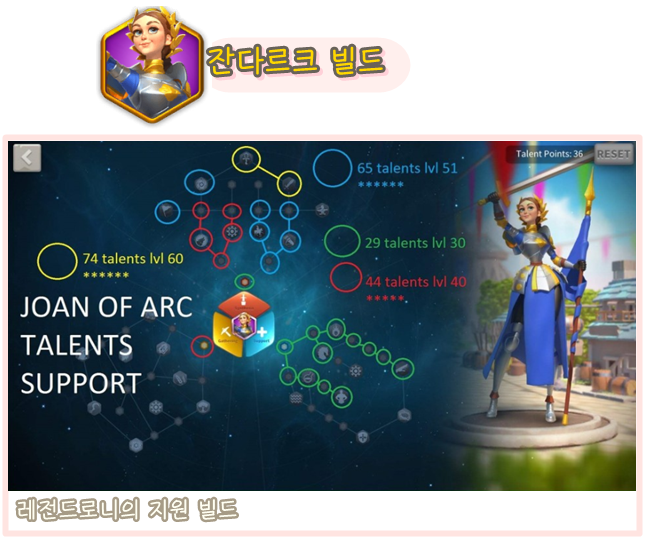 잔다르크 빌드
Talent Points: 36
RESET
65 talents lvl 51
******
29 talents lvl 30
74 talents lvl 60
******
44 talents lvl 40
*****
JOAN OF ARC
TALENTS
SUPPORT
레전드로니의 지원 빌드